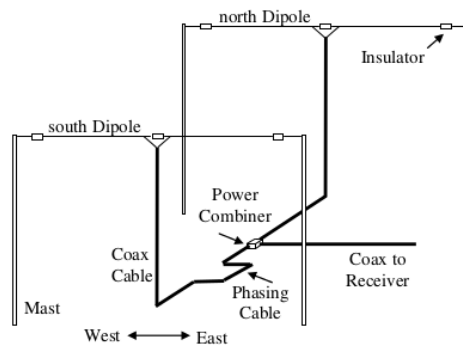 north Dipole
Insulator
south Dipole
Power
Combiner
Coax
Cable
Coax to
Receiver
Phasing
Cable
Mast
West
East